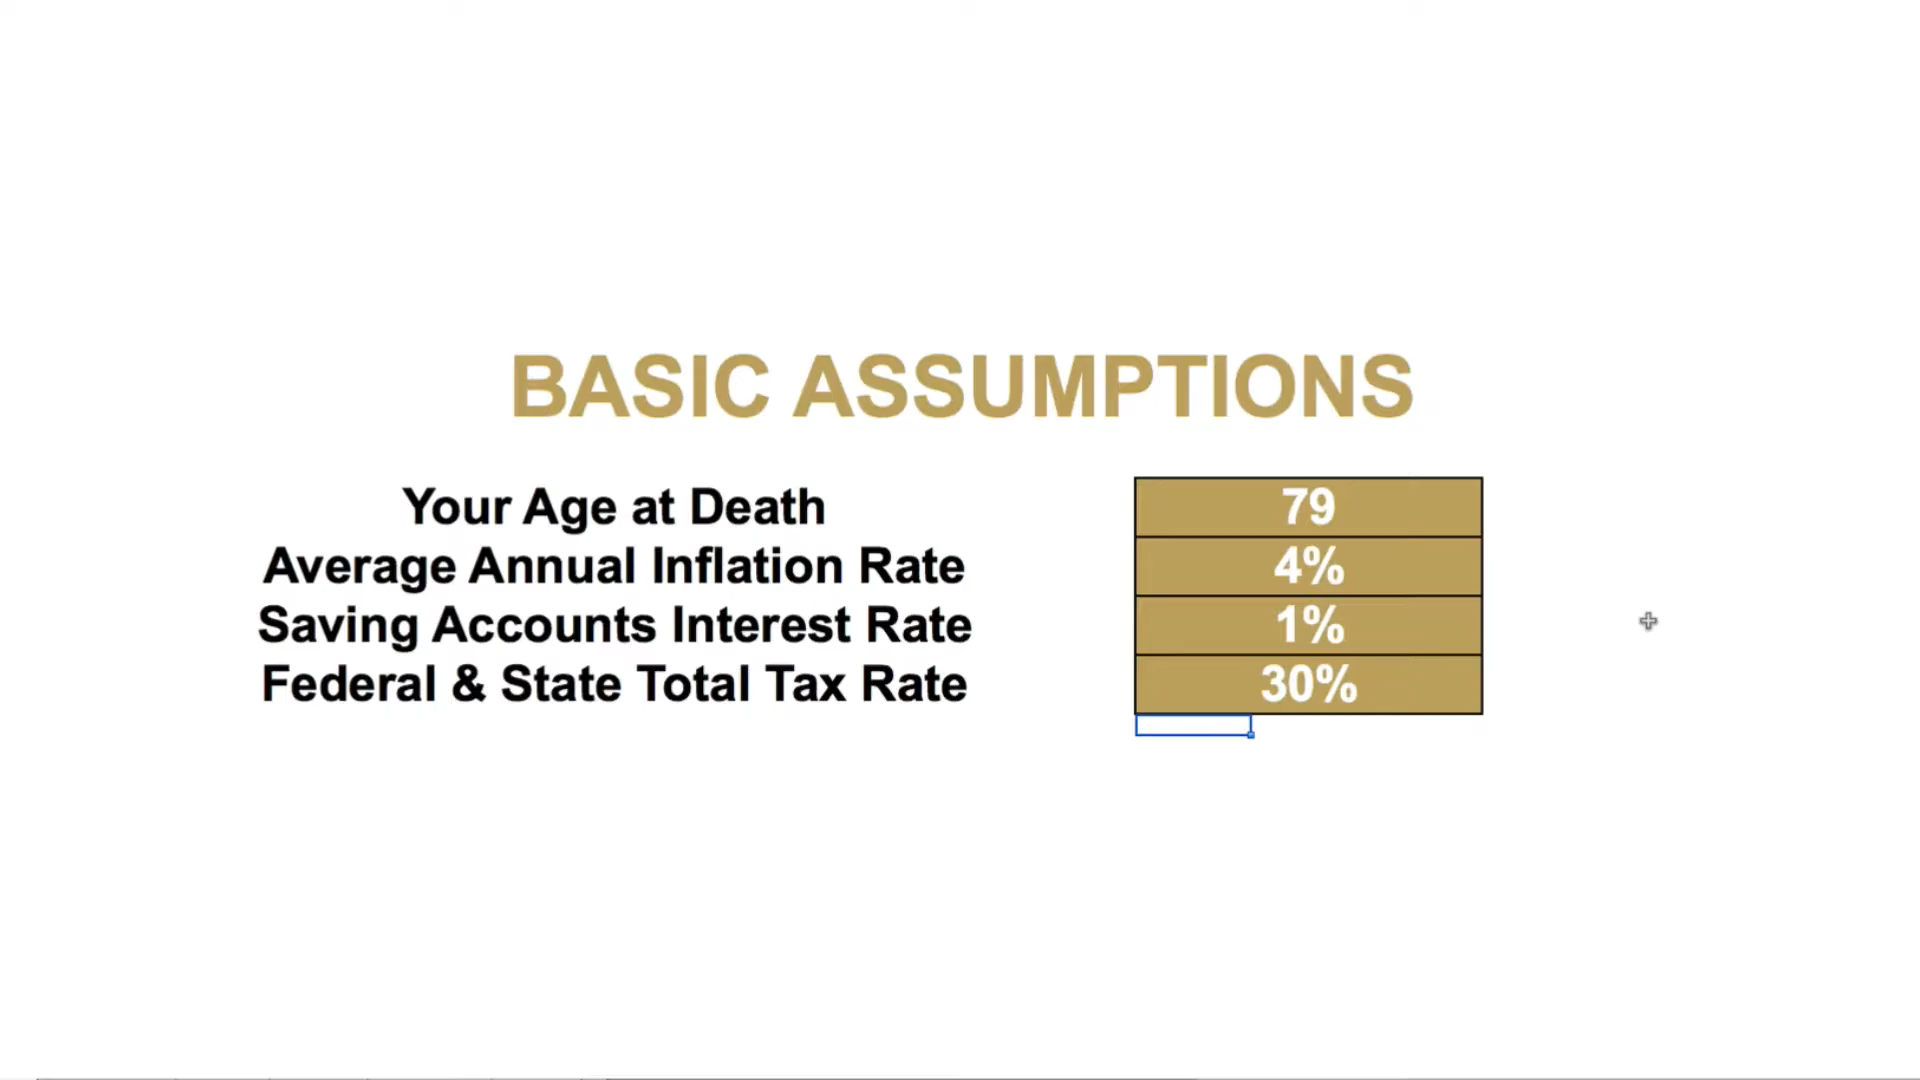 BASIC ASSUMPTIONS
Your Age at Death 79
Average Annual Inflation Rate 4%
Saving Accounts Interest Rate 1%
Federal & State Total Tax Rate 30%